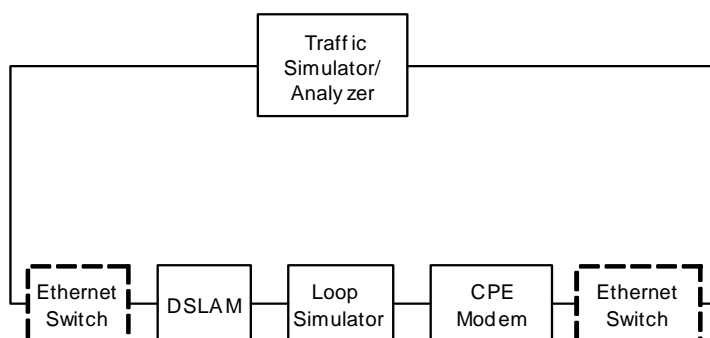 Traffic
Simulator/
Analyzer
Ethernet
Switch
DSLAM
Loop
Simulator
CPE
Modem
Ethernet
Switch